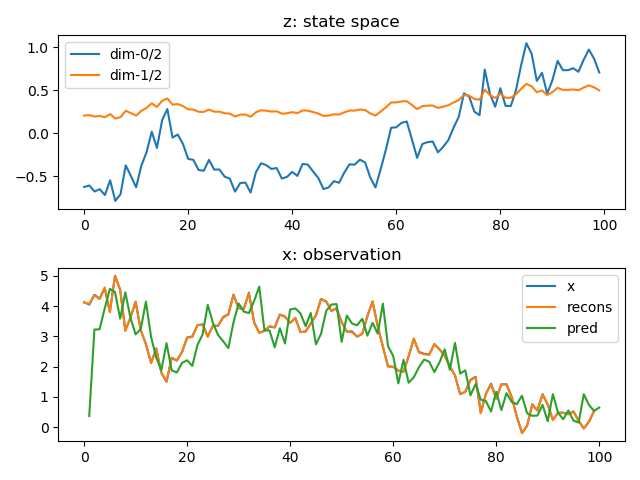 z: state space
1.0
0.5
0.0
−0.5
dim-0/2
dim-1/2
0 20 40 60 80 100
x: observation
5
4
3
2
1
0
x
recons
pred
0 20 40 60 80 100